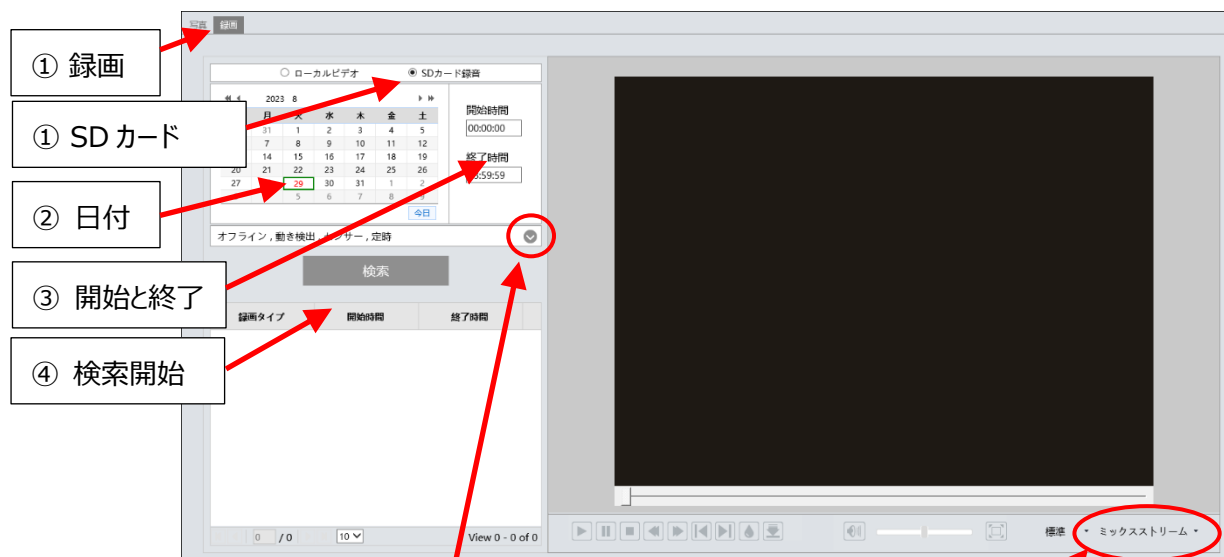 写真 録画
① 録画
① SD カード
② 日付
③ 開始と終了
④ 検索開始
ローカルビデオ SDカード録音
2023 8
月 火 水 木 金 土
31 1 2 3 4 5
7 8 9 10 11 12
14 15 16 17 18 19
20 21 22 23 24 25 26
27 29 30 31 1 2
5 6 7 8 9
今日
開始時間
00:00:00
終了時間
:59:59
オフライン , 動き検出 , センサー , 定時
検索
録画タイプ 開始時間 終了時間
0 / 0 10 View 0 - 0 of 0
標準 ミックスストリーム